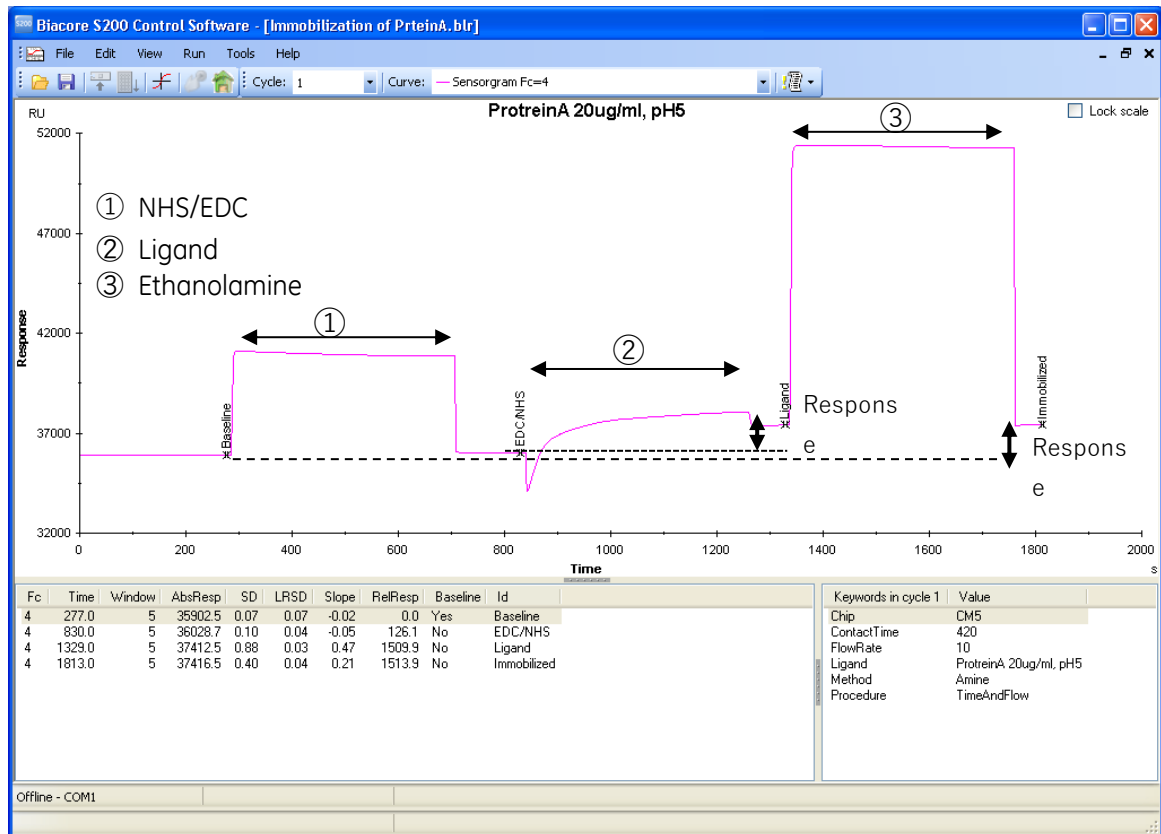 S200 Biacore S200 Control Software - [Immobilization of PrteinA.blr]
File Edit View Run Tools Help
Cycle: 1 Curve: Sensorgram Fc=4
ProtreinA 20ug/ml, pH5
Lock scale
RU
52000
47000
42000
37000
32000
Response
① NHS/EDC
② Ligand
③ Ethanolamine
①
②
③
Baseline
EDC/NHS
Ligand
Immobilized
Respons
e
Respons
e
0 200 400 600 800 1000 1200 1400 1600 1800 2000
Time
s
Fc Time Window AbsResp SD LRSD Slope RelResp Baseline Id
4 277.0 5 35902.5 0.07 0.07 -0.02 0.0 Yes Baseline
4 830.0 5 36028.7 0.10 0.04 -0.05 126.1 No EDC/NHS
4 1329.0 5 37412.5 0.88 0.03 0.47 1509.9 No Ligand
4 1813.0 5 37416.5 0.40 0.04 0.21 1513.9 No Immobilized
Keywords in cycle 1 Value
Chip CM5
ContactTime 420
FlowRate 10
Ligand ProtreinA 20ug/ml, pH5
Method Amine
Procedure TimeAndFlow
Offline - COM1